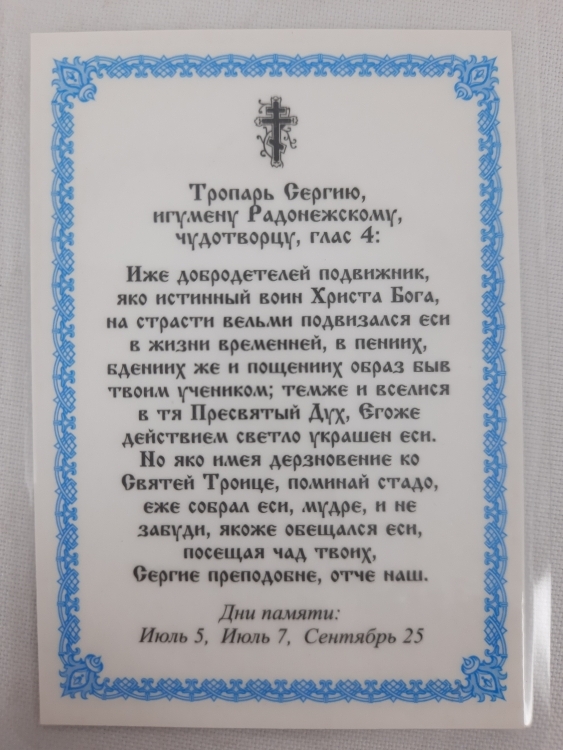 Тропарь Сергию,
игумену Радонежскому,
чудотворцу, глас 4:
Иже добродетелей подвижник,
яко истинный воин Христа Бога,
на страсти вельми подвизался еси
в жизни временней, в пениих,
бдениих же и пощениих образ быв
твоим учеником; темже и вселися
в тя Пресвятый Дух, Егоже
действием светло украшен еси.
Но яко имея дерзновение ко
Святей Троице, поминай стадо,
еже собрал еси, мудре, и не
забуди, якоже обещался еси,
посещая чад твоих,
Сергие преподобне, отче наш.
Дни памяти:
Июль 5, Июль 7, Сентябрь 25